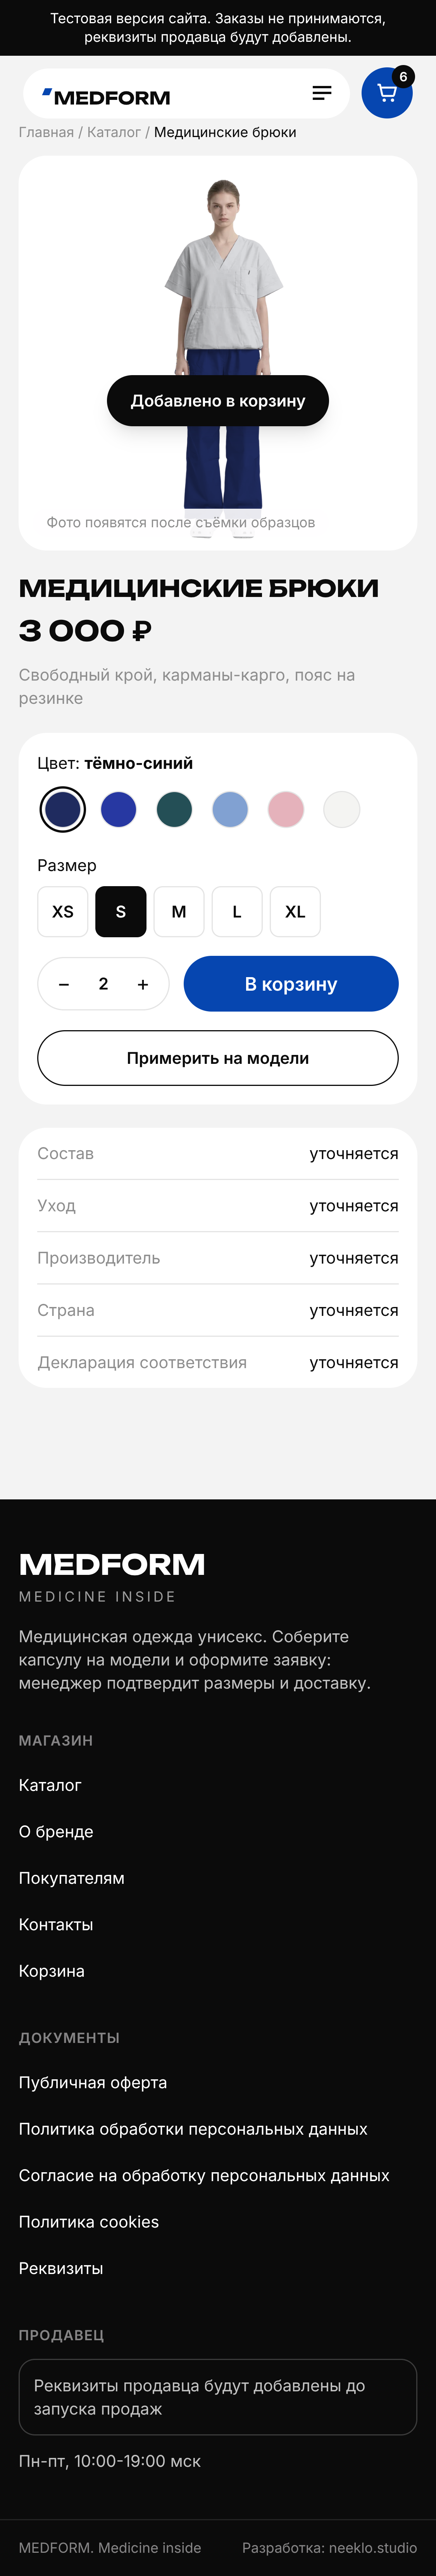 Тестовая версия сайта. Заказы не принимаются,
реквизиты продавца будут добавлены.
MEDFORM
6
Главная / Каталог / Медицинские брюки
Добавлено в корзину
Фото появятся после съёмки образцов
МЕДИЦИНСКИЕ БРЮКИ
3 000 ₽
Свободный крой, карманы-карго, пояс на
резинке
Цвет: тёмно-синий
Размер
XS S M L XL
– 2 + В корзину
Примерить на модели
Состав уточняется
Уход уточняется
Производитель уточняется
Страна уточняется
Декларация соответствия уточняется
MEDFORM
MEDICINE INSIDE
Медицинская одежда унисекс. Соберите
капсулу на модели и оформите заявку:
менеджер подтвердит размеры и доставку.
МАГАЗИН
Каталог
О бренде
Покупателям
Контакты
Корзина
ДОКУМЕНТЫ
Публичная оферта
Политика обработки персональных данных
Согласие на обработку персональных данных
Политика cookies
Реквизиты
ПРОДАВЕЦ
Реквизиты продавца будут добавлены до
запуска продаж
Пн-пт, 10:00-19:00 мск
MEDFORM. Medicine inside Разработка: neeklo.studio